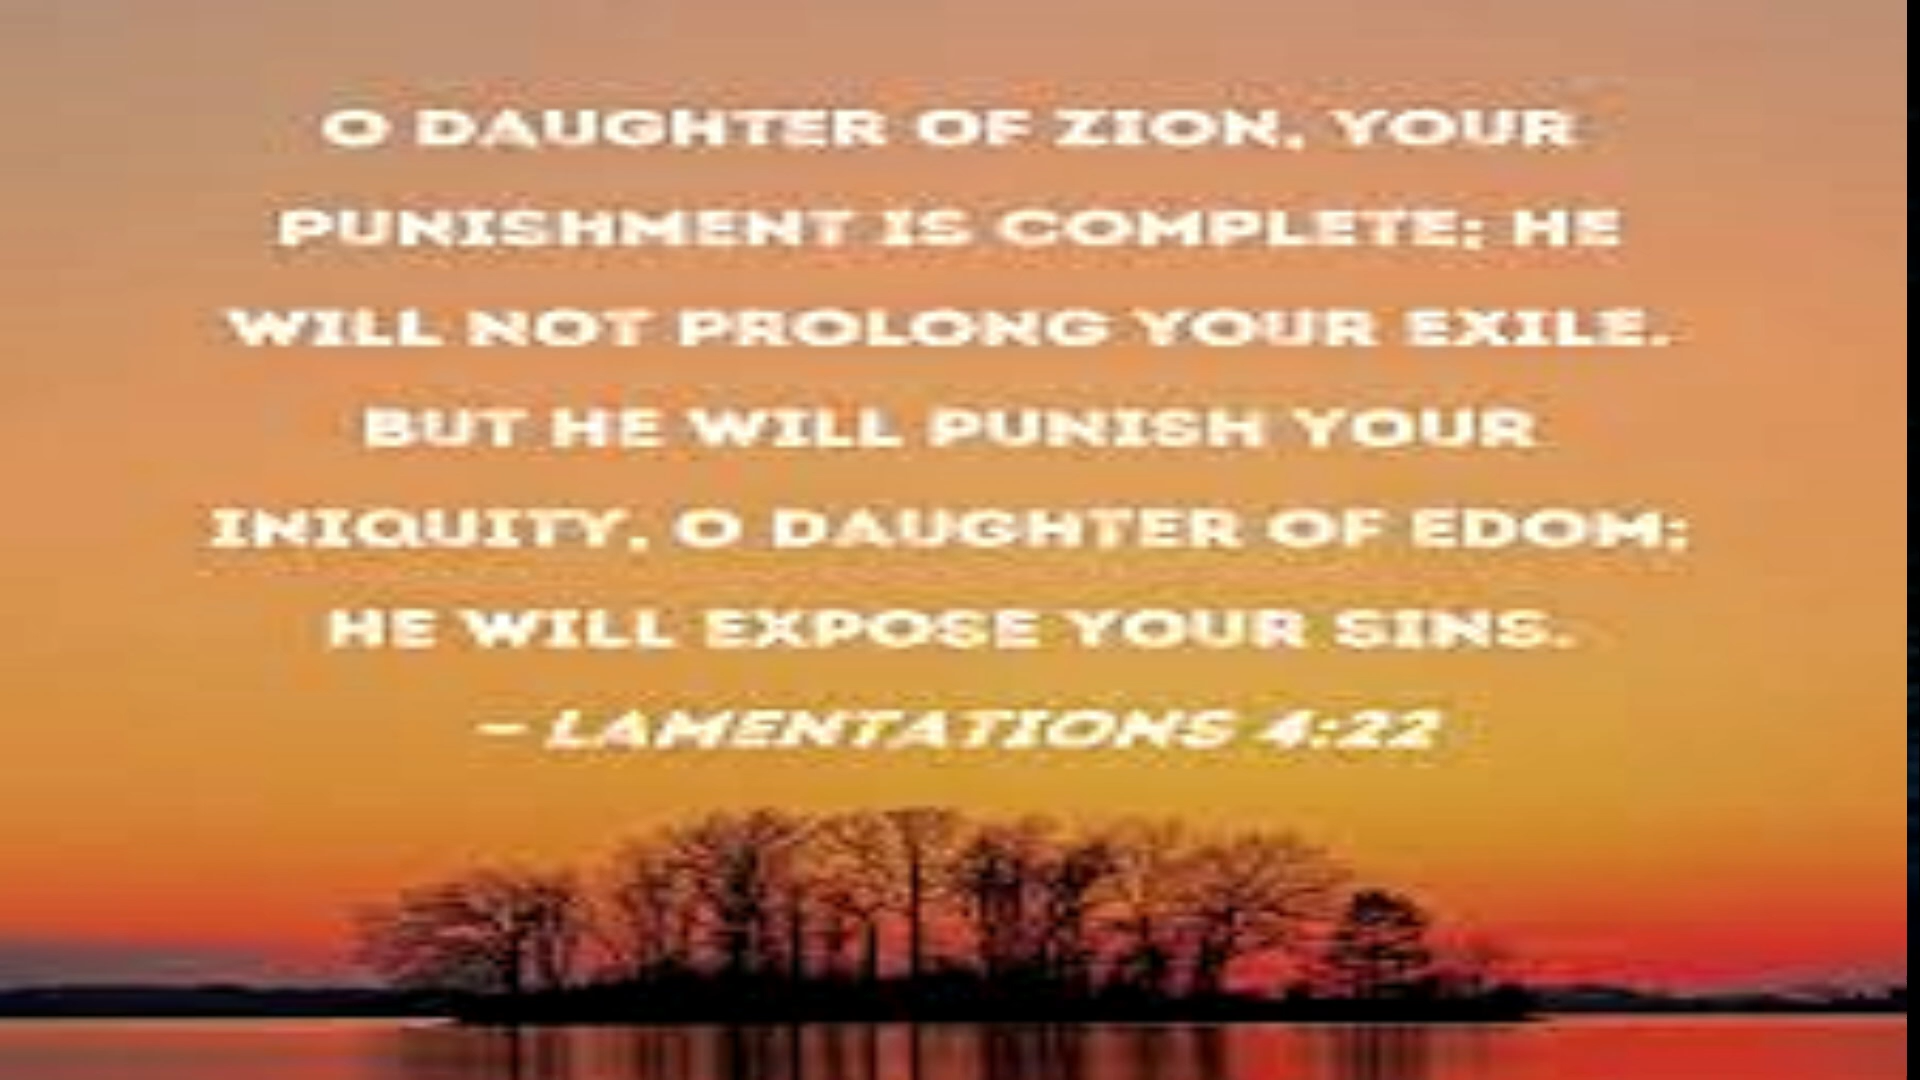 O DAUGHTER OF ZION, YOUR
PUNISHMENT IS COMPLETE; HE
WILL NOT PROLONG YOUR EXILE.
BUT HE WILL PUNISH YOUR
INIQUITY, O DAUGHTER OF EDOM;
HE WILL EXPOSE YOUR SINS.
- LAMENTATIONS 4:22